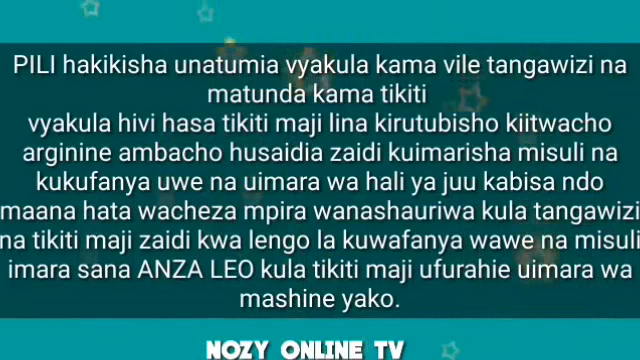 PILI hakikisha unatumia vyakula kama vile tangawizi na
matunda kama tikiti
vyakula hivi hasa tikiti maji lina kirutubisho kiitwacho
arginine ambacho husaidia zaidi kuimarisha misuli na
kukufanya uwe na uimara wa hali ya juu kabisa ndo
maana hata wacheza mpira wanashauriwa kula tangawizi
na tikiti maji zaidi kwa lengo la kuwafanya wawe na misuli
imara sana ANZA LEO kula tikiti maji ufurahie uimara wa
mashine yako.
NOZY ONLINE TV